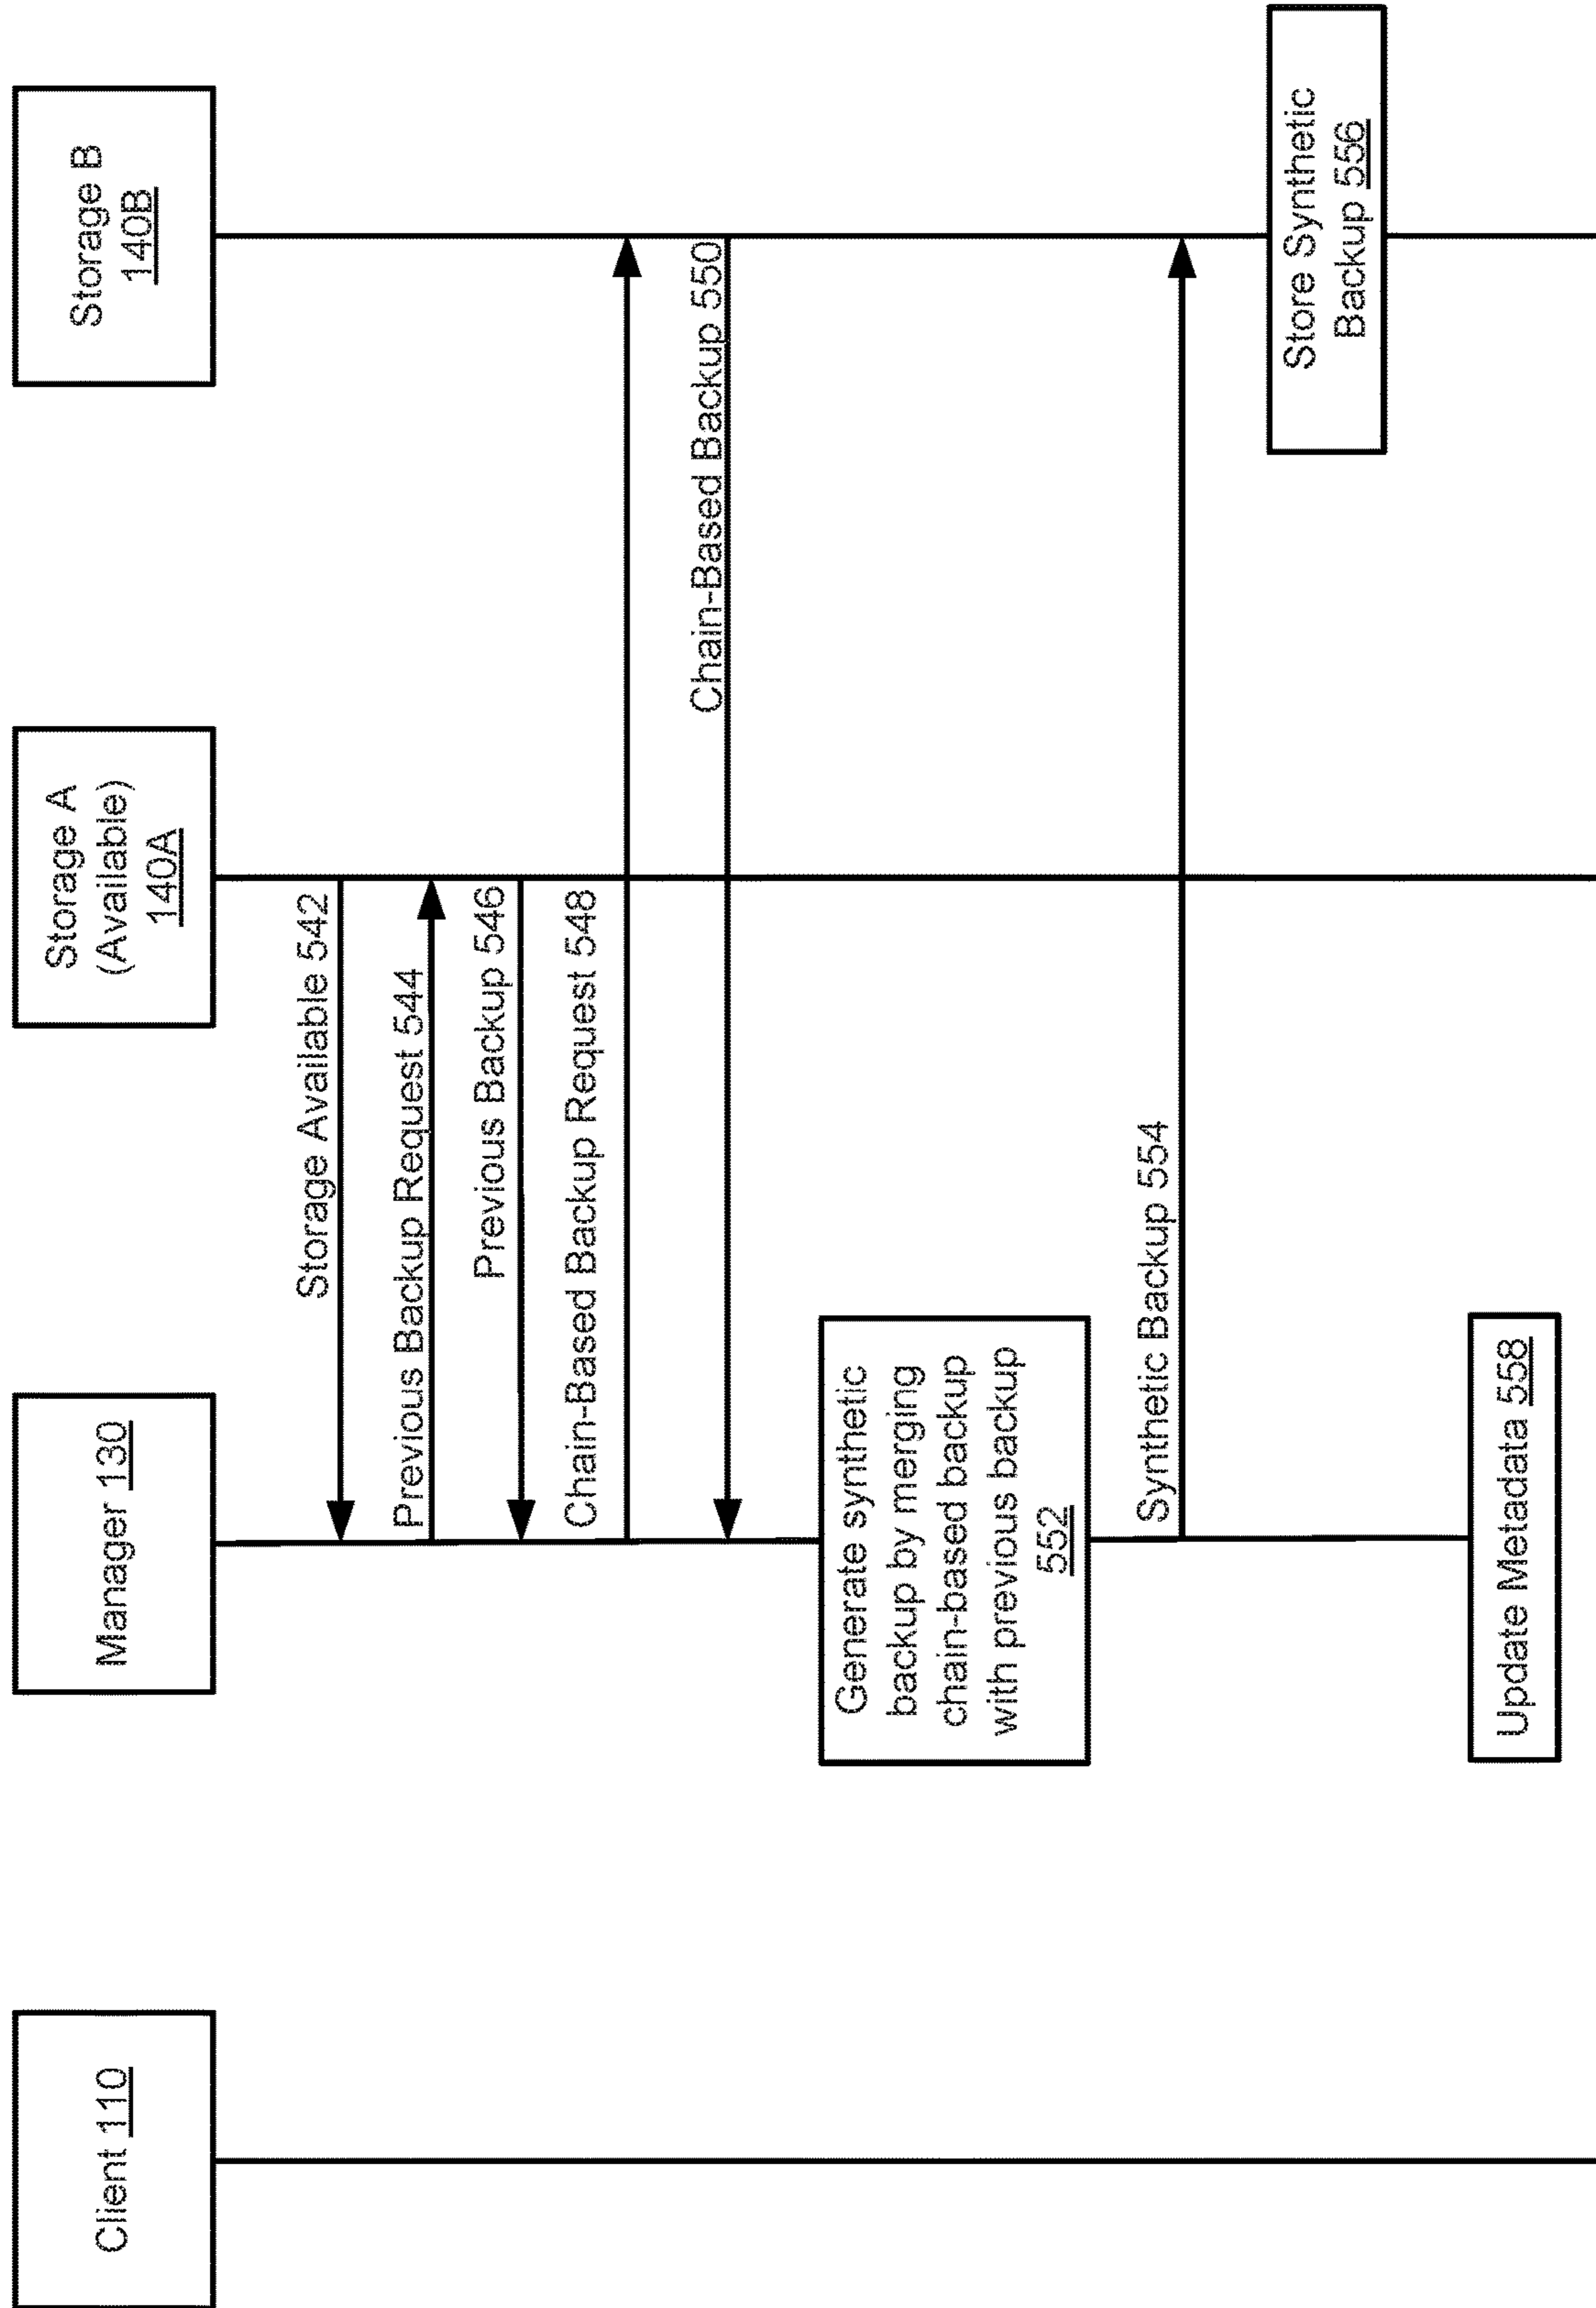 Client 110
Manager 130
Storage A
(Available)
140A
Storage B
140B
Storage Available 542
Previous Backup Request 544
Previous Backup 546
Chain-Based Backup Request 548
Chain-Based Backup 550
Generate synthetic
backup by merging
chain-based backup
with previous backup
552
Synthetic Backup 554
Store Synthetic
Backup 556
Update Metadata 558